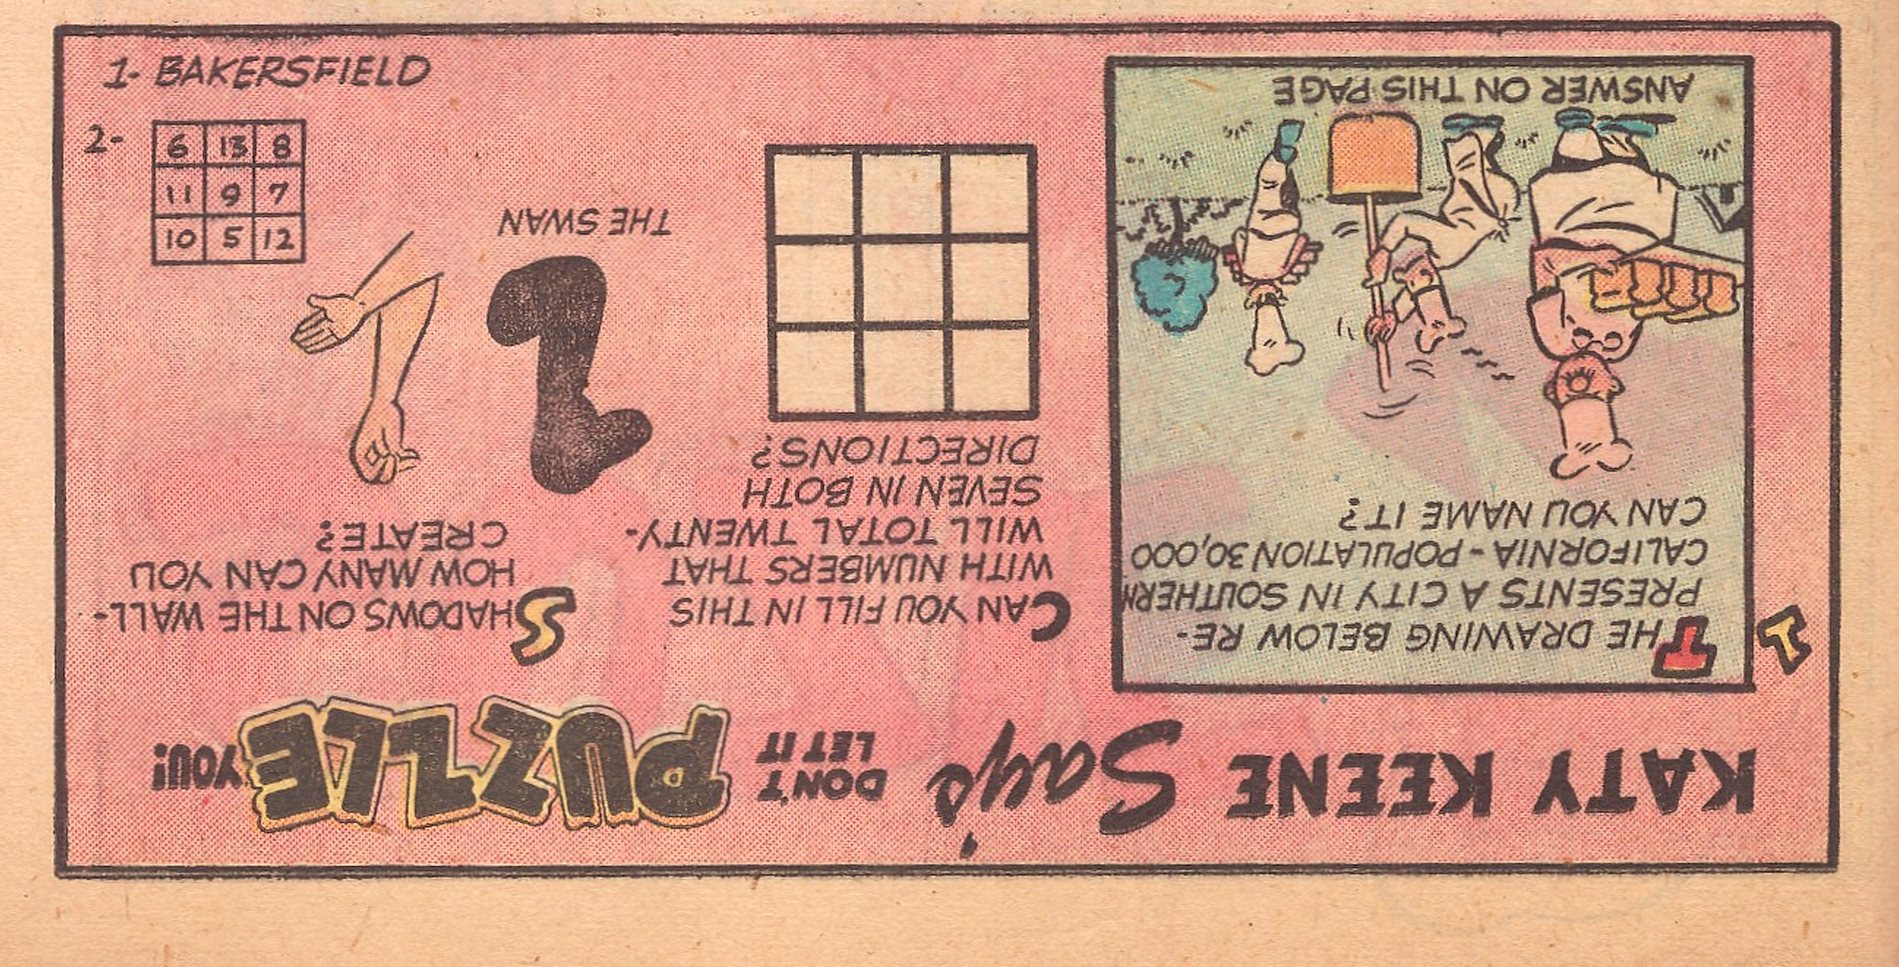 KATY KEENE Says DON'T LET IT PUZZLE YOU!
1
THE DRAWING BELOW RE-
PRESENTS A CITY IN SOUTHERN
CALIFORNIA - POPULATION 30,000
CAN YOU NAME IT?
ANSWER ON THIS PAGE
CAN YOU FILL IN THIS
WITH NUMBERS THAT
WILL TOTAL TWENTY-
SEVEN IN BOTH
DIRECTIONS?
SHADOWS ON THE WALL-
HOW MANY CAN YOU
CREATE?
THE SWAN
1- BAKERSFIELD
2-
6 13 8
11 9 7
10 5 12